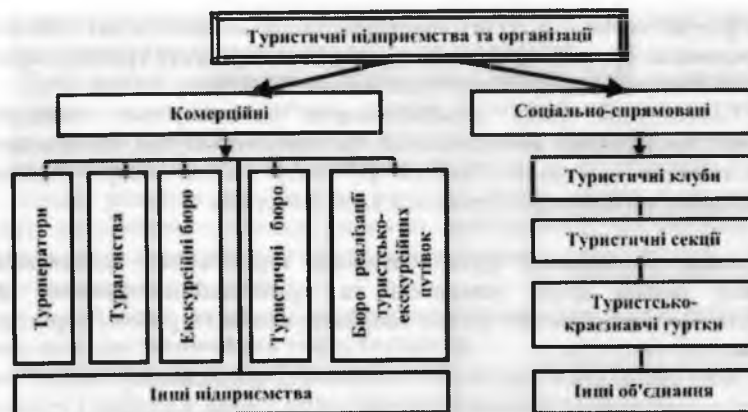 Туристичні підприємства та організації
Комерційні
Соціально-спрямовані
Туроператори
Турагенства
Екскурсійні бюро
Туристичні бюро
Бюро реалізації
туристсько-
екскурсійних
путівок
Інші підприємства
Туристичні клуби
Туристичні секції
Туристсько-
краєзнавчі гуртки
Інші об'єднання